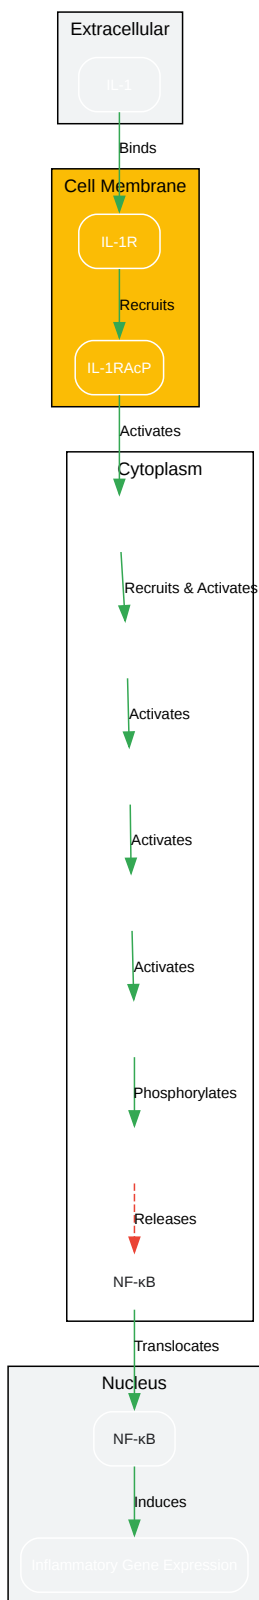 Extracellular
IL-1
Binds
Cell Membrane
IL-1R
Recruits
IL-1RAcP
Activates
Cytoplasm
Recruits & Activates
Activates
Activates
Activates
Phosphorylates
Releases
NF-κB
Translocates
Nucleus
NF-κB
Induces
Inflammatory Gene Expression